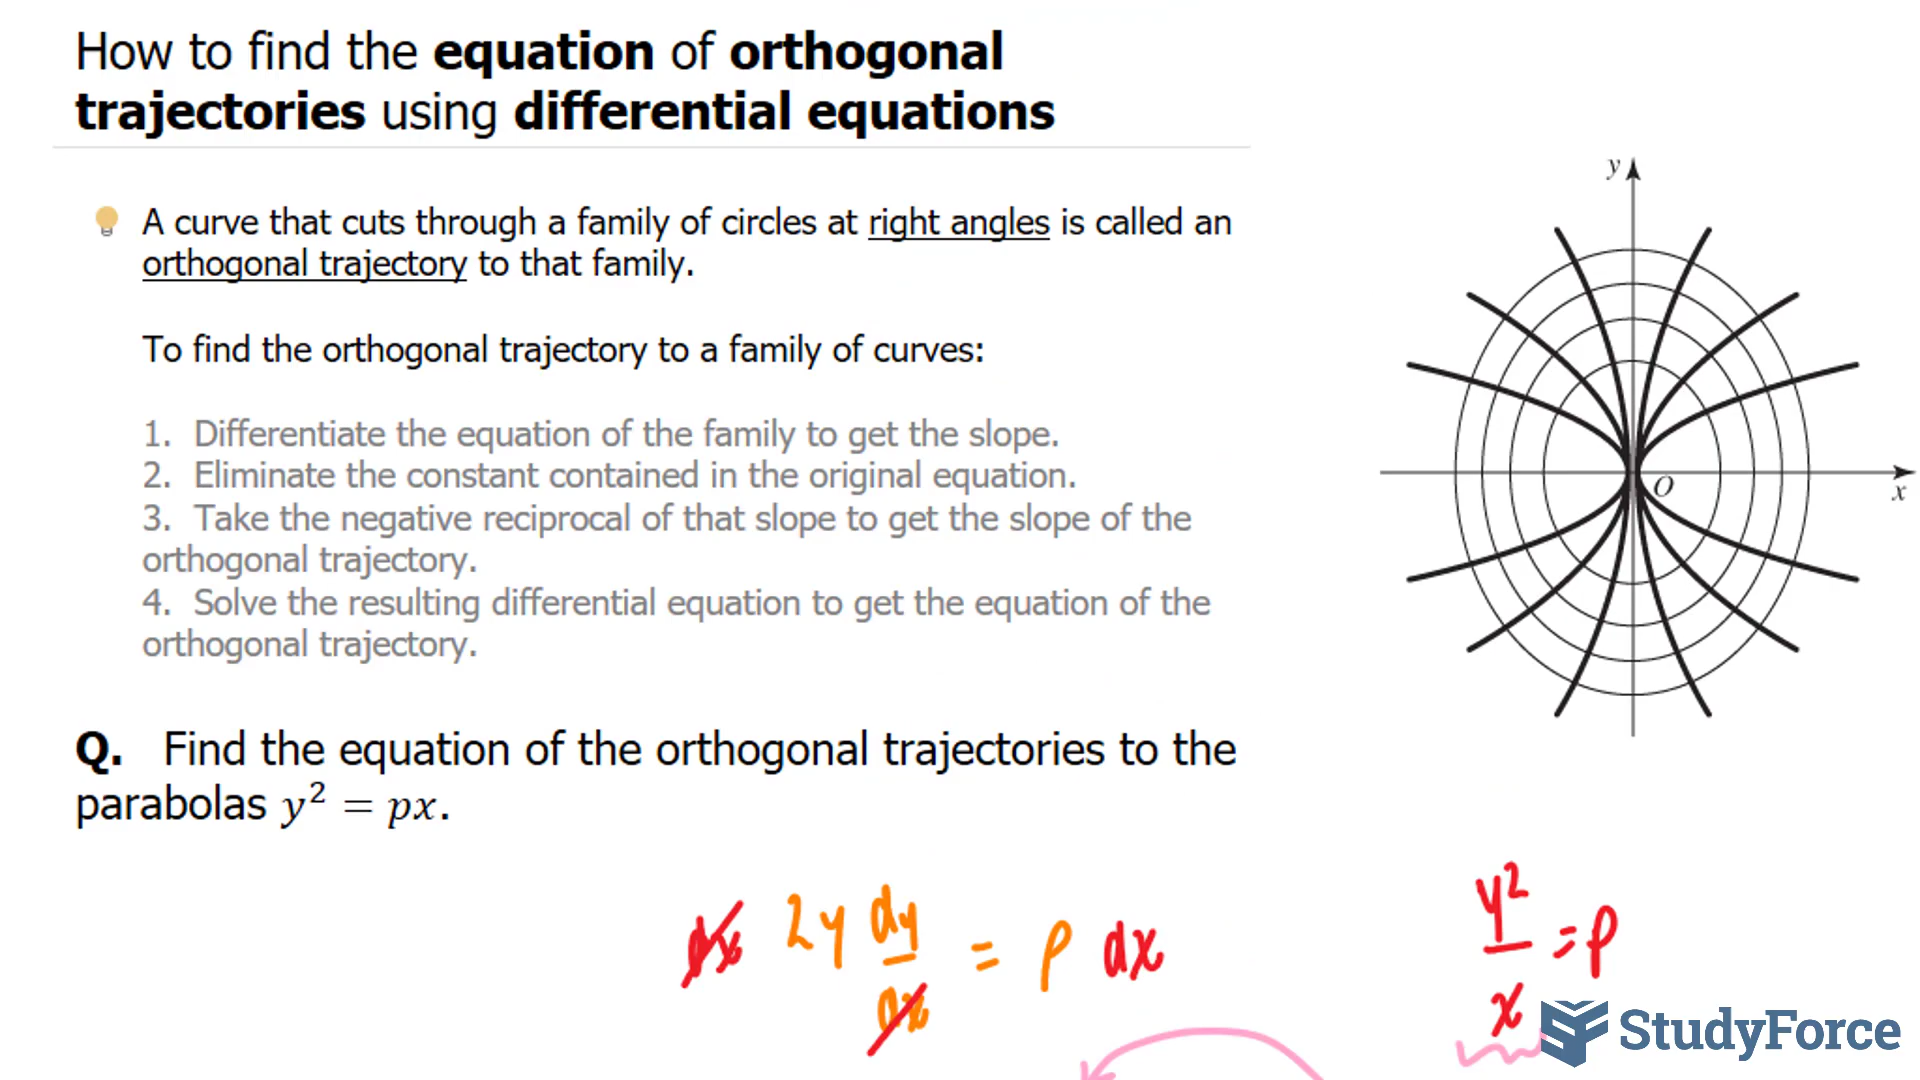 How to find the equation of orthogonal
trajectories using differential equations
A curve that cuts through a family of circles at right angles is called an
orthogonal trajectory to that family.
To find the orthogonal trajectory to a family of curves:
1. Differentiate the equation of the family to get the slope.
2. Eliminate the constant contained in the original equation.
3. Take the negative reciprocal of that slope to get the slope of the
orthogonal trajectory.
4. Solve the resulting differential equation to get the equation of the
orthogonal trajectory.
y
O
x
Q. Find the equation of the orthogonal trajectories to the
parabolas y² = px.
dx 2y dy/dx = p dx
y²/x = p
StudyForce